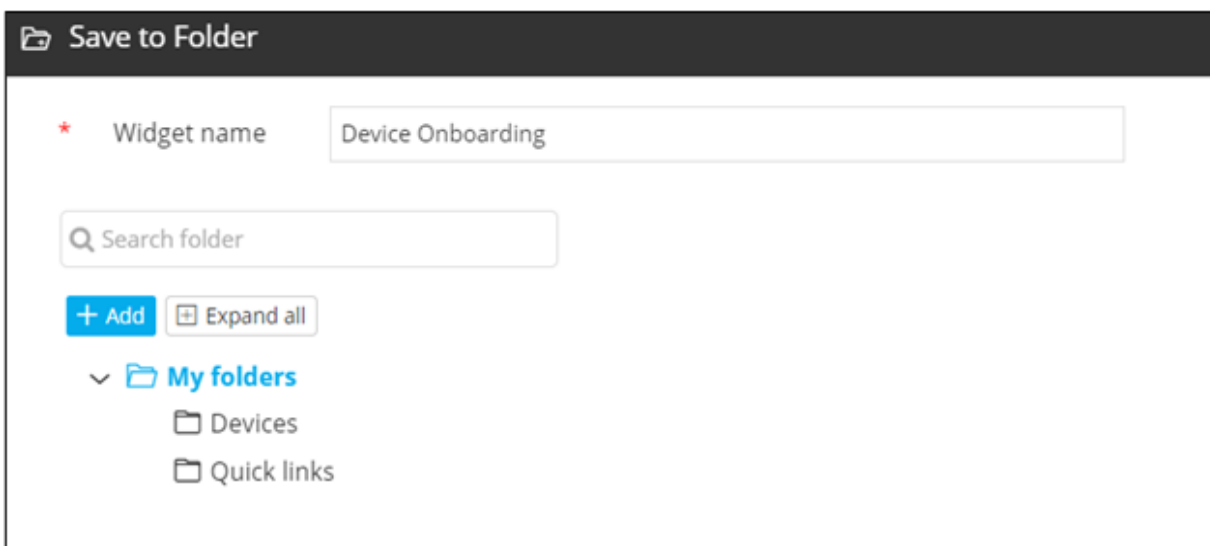 Save to Folder
* Widget name Device Onboarding
Search folder
+ Add Expand all
My folders
Devices
Quick links